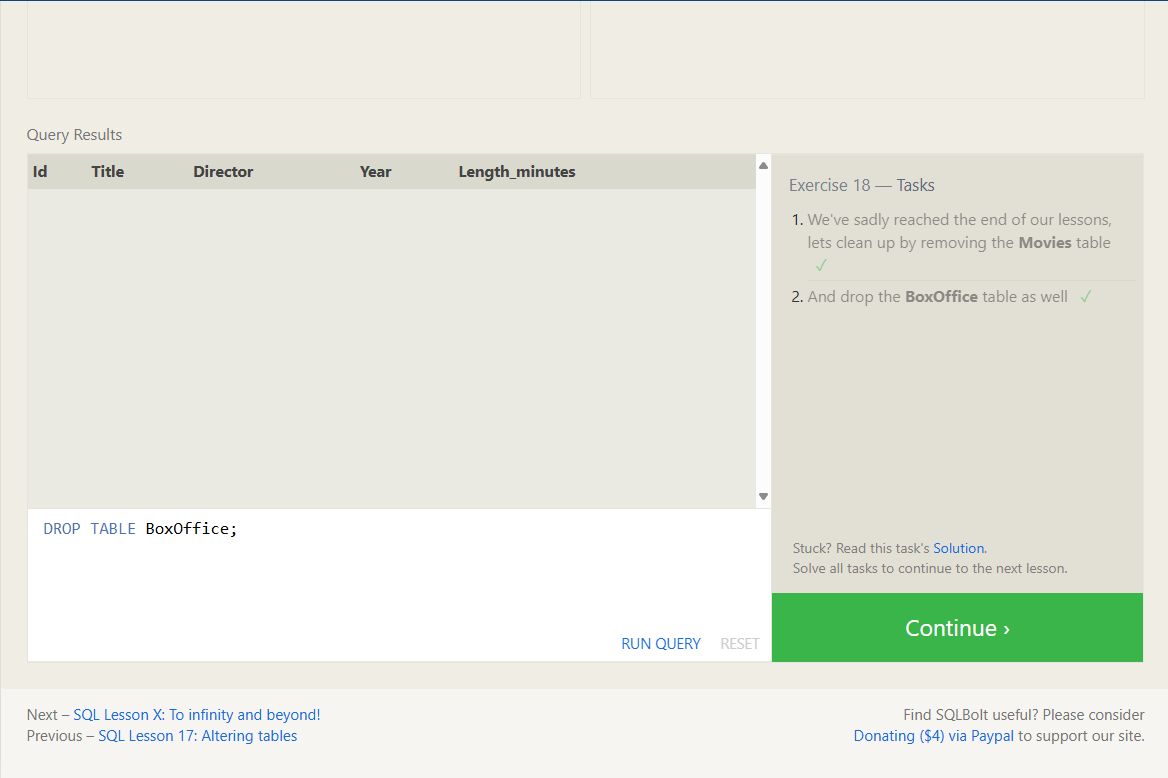 Query Results
Id Title Director Year Length_minutes
Exercise 18 — Tasks
1. We've sadly reached the end of our lessons,
lets clean up by removing the Movies table
✓
2. And drop the BoxOffice table as well ✓
DROP TABLE BoxOffice;
Stuck? Read this task's Solution.
Solve all tasks to continue to the next lesson.
RUN QUERY RESET
Continue ›
Next – SQL Lesson X: To infinity and beyond!
Previous – SQL Lesson 17: Altering tables
Find SQLBolt useful? Please consider
Donating ($4) via Paypal to support our site.